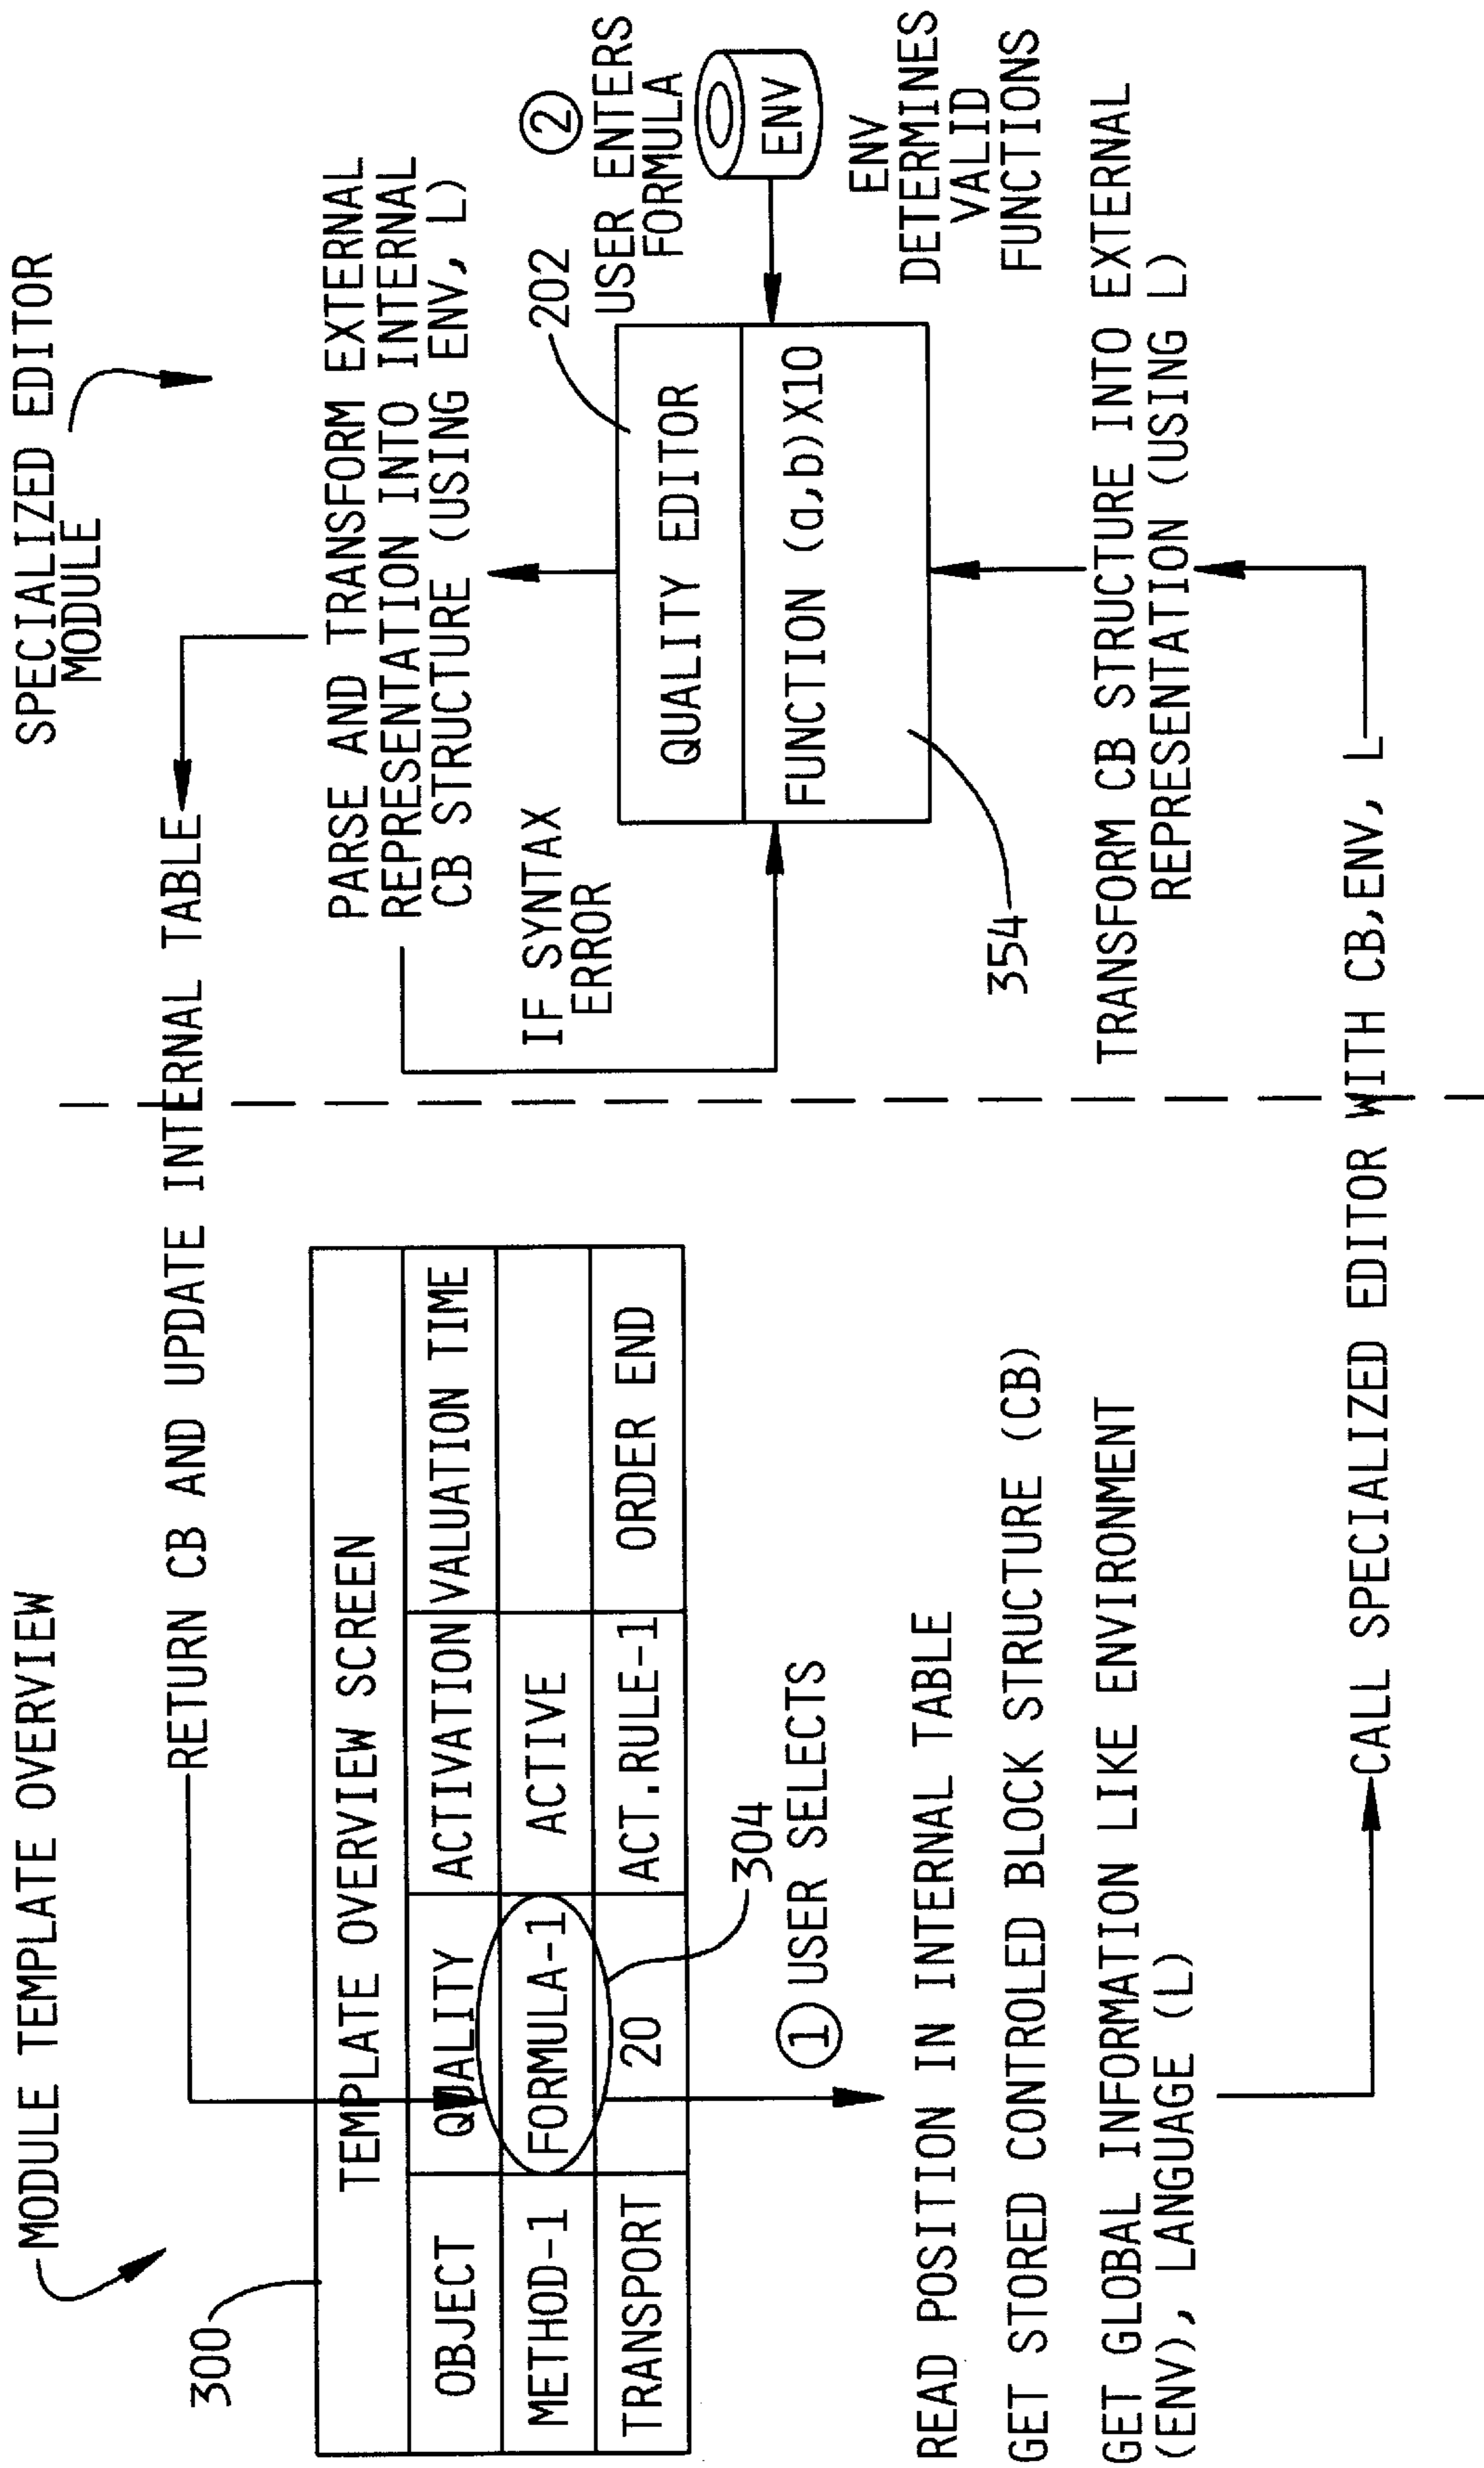 MODULE TEMPLATE OVERVIEW
RETURN CB AND UPDATE INTERNAL TABLE
300
TEMPLATE OVERVIEW SCREEN
OBJECT QUALITY ACTIVATION VALUATION TIME
METHOD-1 FORMULA-1 ACTIVE
TRANSPORT 20 ACT.RULE-1 ORDER END
304
1 USER SELECTS
READ POSITION IN INTERNAL TABLE
GET STORED CONTROLED BLOCK STRUCTURE (CB)
GET GLOBAL INFORMATION LIKE ENVIRONMENT
(ENV), LANGUAGE (L)
CALL SPECIALIZED EDITOR WITH CB,ENV, L
SPECIALIZED EDITOR
MODULE
PARSE AND TRANSFORM EXTERNAL
REPRESENTATION INTO INTERNAL
CB STRUCTURE (USING ENV, L)
IF SYNTAX
ERROR
202
2
USER ENTERS
FORMULA
QUALITY EDITOR
FUNCTION (a,b)X10
ENV
ENV
DETERMINES
VALID
FUNCTIONS
354
TRANSFORM CB STRUCTURE INTO EXTERNAL
REPRESENTATION (USING L)